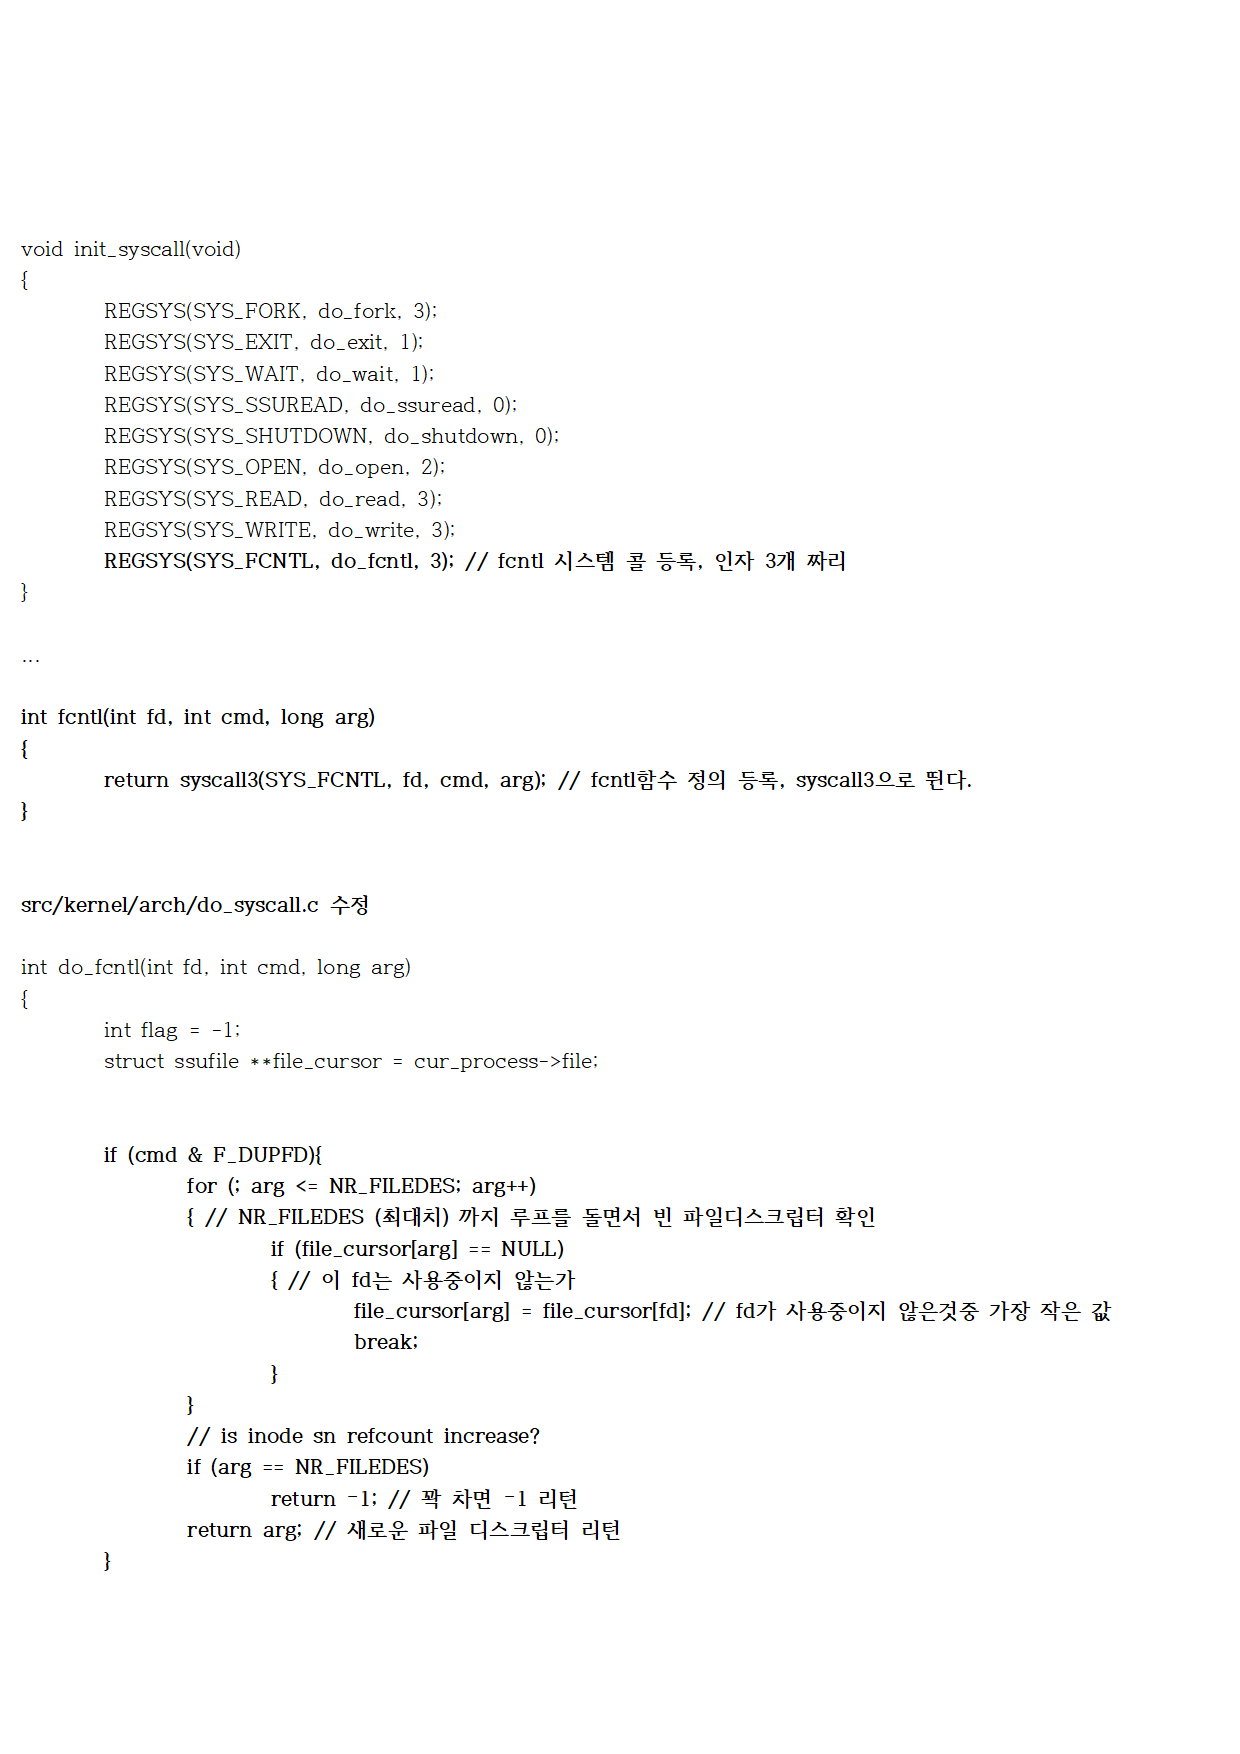 void init_syscall(void)
{
REGSYS(SYS_FORK, do_fork, 3);
REGSYS(SYS_EXIT, do_exit, 1);
REGSYS(SYS_WAIT, do_wait, 1);
REGSYS(SYS_SSUREAD, do_ssuread, 0);
REGSYS(SYS_SHUTDOWN, do_shutdown, 0);
REGSYS(SYS_OPEN, do_open, 2);
REGSYS(SYS_READ, do_read, 3);
REGSYS(SYS_WRITE, do_write, 3);
REGSYS(SYS_FCNTL, do_fcntl, 3); // fcntl 시스템 콜 등록, 인자 3개 짜리
}
...
int fcntl(int fd, int cmd, long arg)
{
return syscall3(SYS_FCNTL, fd, cmd, arg); // fcntl함수 정의 등록, syscall3으로 뛴다.
}
src/kernel/arch/do_syscall.c 수정
int do_fcntl(int fd, int cmd, long arg)
{
int flag = -1;
struct ssufile **file_cursor = cur_process->file;
if (cmd & F_DUPFD){
for (; arg <= NR_FILEDES; arg++)
{ // NR_FILEDES (최대치) 까지 루프를 돌면서 빈 파일디스크립터 확인
if (file_cursor[arg] == NULL)
{ // 이 fd는 사용중이지 않는가
file_cursor[arg] = file_cursor[fd]; // fd가 사용중이지 않은것중 가장 작은 값
break;
}
}
// is inode sn refcount increase?
if (arg == NR_FILEDES)
return -1; // 꽉 차면 -1 리턴
return arg; // 새로운 파일 디스크립터 리턴
}